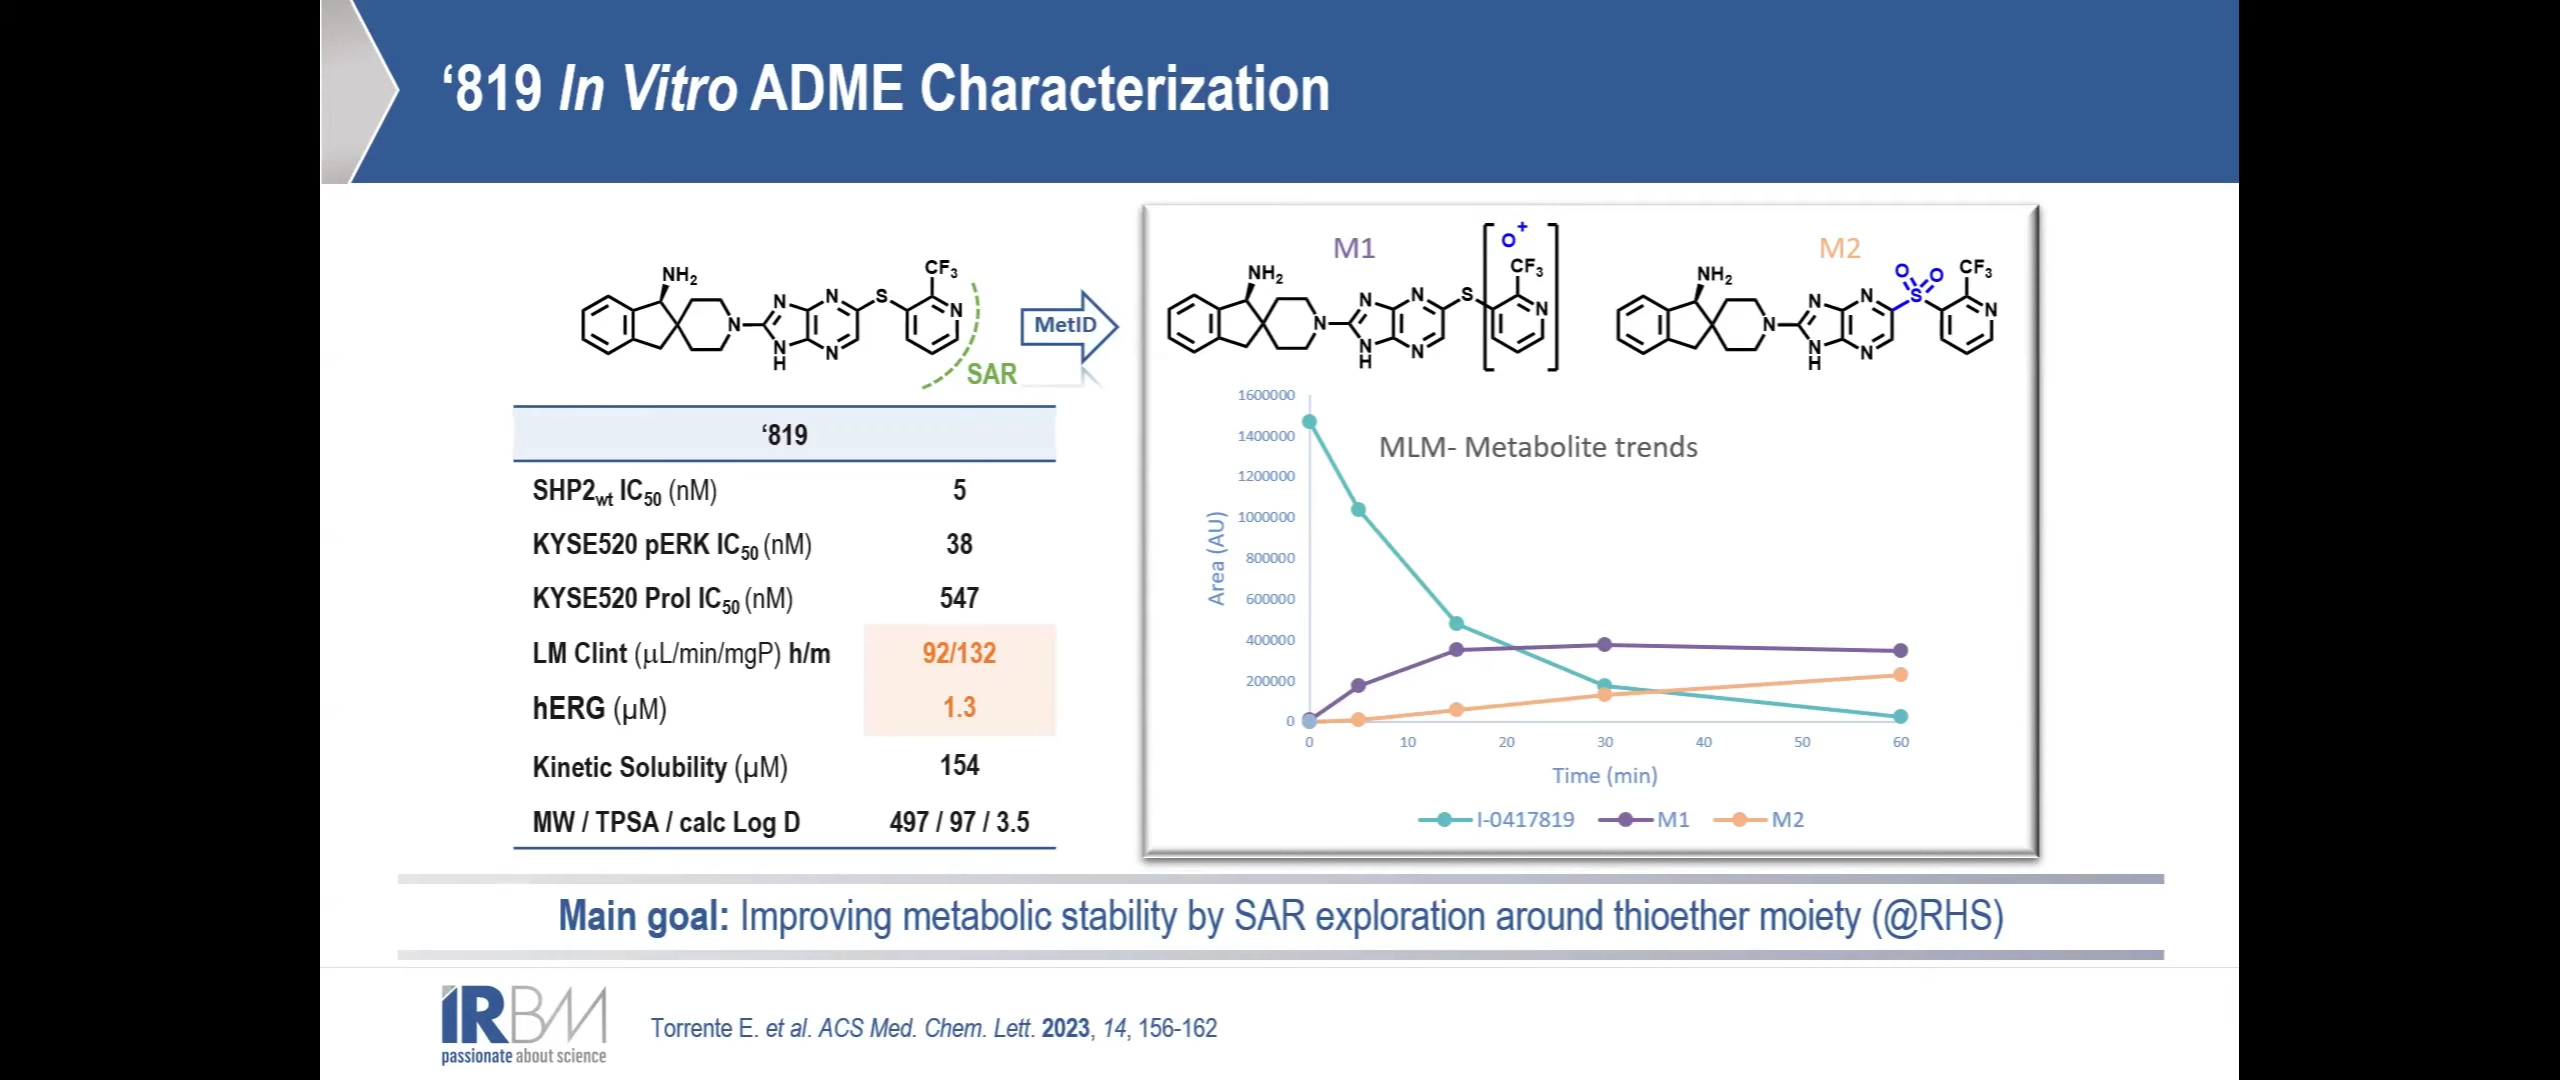 ‘819 In Vitro ADME Characterization
NH2
N
N
N
N
H
N
S
CF3
N
SAR
MetID
M1
NH2
N
N
N
N
H
N
S
O+
CF3
N
M2
NH2
N
N
N
N
H
N
S
O
O
CF3
N
‘819
SHP2wt IC50 (nM) 5
KYSE520 pERK IC50 (nM) 38
KYSE520 Prol IC50 (nM) 547
LM Clint (μL/min/mgP) h/m 92/132
hERG (μM) 1.3
Kinetic Solubility (μM) 154
MW / TPSA / calc Log D 497 / 97 / 3.5
MLM- Metabolite trends
Area (AU)
1600000
1400000
1200000
1000000
800000
600000
400000
200000
0
0 10 20 30 40 50 60
Time (min)
I-0417819 M1 M2
Main goal: Improving metabolic stability by SAR exploration around thioether moiety (@RHS)
IRBM
passionate about science
Torrente E. et al. ACS Med. Chem. Lett. 2023, 14, 156-162